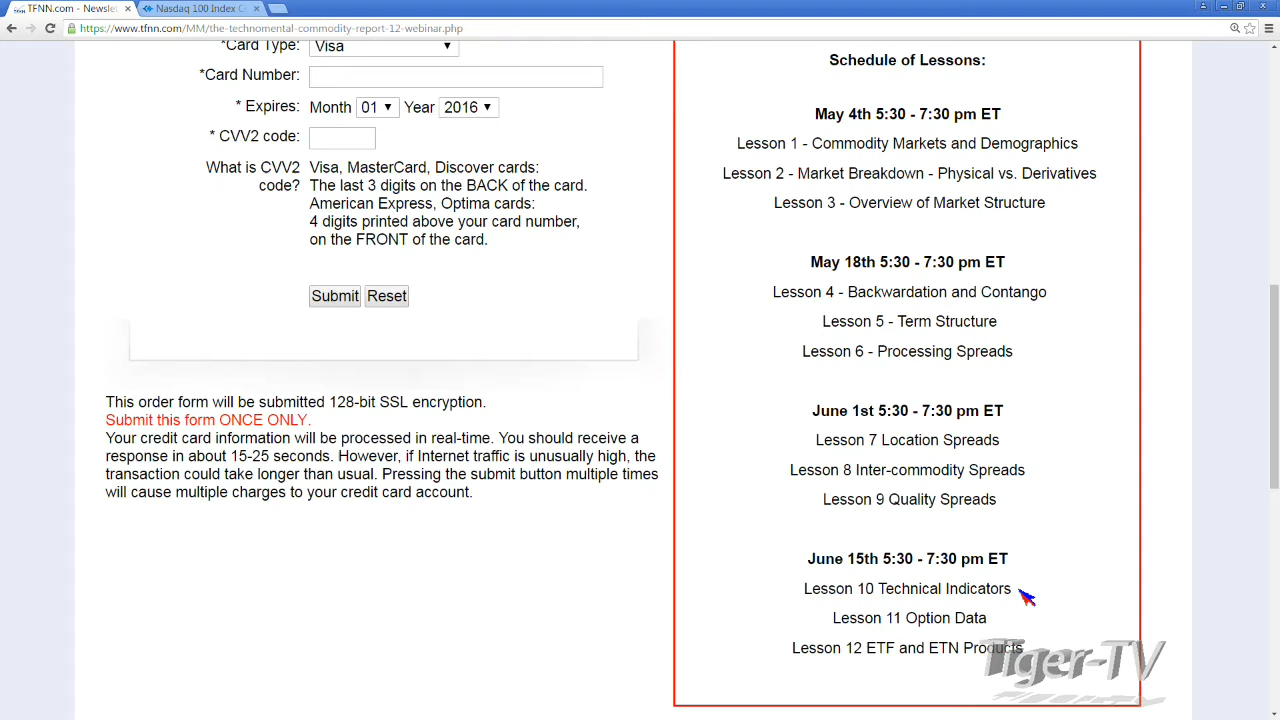 TFNN.com - Newslet
Nasdaq 100 Index C
https://www.tfnn.com/MM/the-technomental-commodity-report-12-webinar.php
*Card Type: Visa
*Card Number:
* Expires: Month 01 Year 2016
* CVV2 code:
What is CVV2 code?
Visa, MasterCard, Discover cards:
The last 3 digits on the BACK of the card.
American Express, Optima cards:
4 digits printed above your card number,
on the FRONT of the card.
Submit Reset
This order form will be submitted 128-bit SSL encryption.
Submit this form ONCE ONLY.
Your credit card information will be processed in real-time. You should receive a
response in about 15-25 seconds. However, if Internet traffic is unusually high, the
transaction could take longer than usual. Pressing the submit button multiple times
will cause multiple charges to your credit card account.
Schedule of Lessons:
May 4th 5:30 - 7:30 pm ET
Lesson 1 - Commodity Markets and Demographics
Lesson 2 - Market Breakdown - Physical vs. Derivatives
Lesson 3 - Overview of Market Structure
May 18th 5:30 - 7:30 pm ET
Lesson 4 - Backwardation and Contango
Lesson 5 - Term Structure
Lesson 6 - Processing Spreads
June 1st 5:30 - 7:30 pm ET
Lesson 7 Location Spreads
Lesson 8 Inter-commodity Spreads
Lesson 9 Quality Spreads
June 15th 5:30 - 7:30 pm ET
Lesson 10 Technical Indicators
Lesson 11 Option Data
Lesson 12 ETF and ETN Products
Tiger-TV